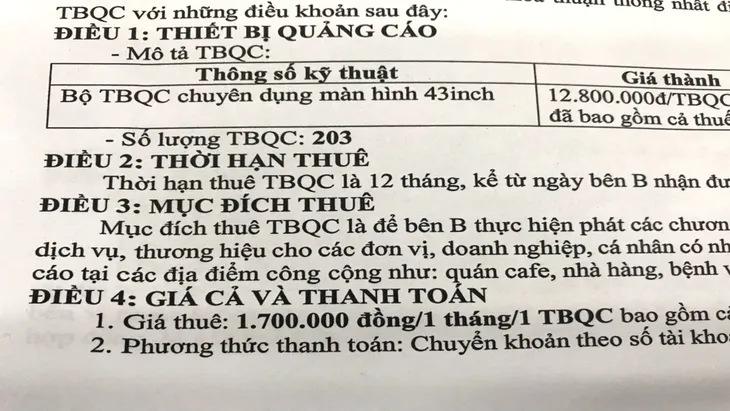 thuận thống nhất
TBQC với những điều khoản sau đây:
ĐIỀU 1: THIẾT BỊ QUẢNG CÁO
- Mô tả TBQC:
Thông số kỹ thuật Giá thành
Bộ TBQC chuyên dụng màn hình 43inch 12.800.000đ/TBQC
đã bao gồm cả thuế
- Số lượng TBQC: 203
ĐIỀU 2: THỜI HẠN THUÊ
Thời hạn thuê TBQC là 12 tháng, kể từ ngày bên B nhận
ĐIỀU 3: MỤC ĐÍCH THUÊ
Mục đích thuê TBQC là để bên B thực hiện phát các chươn
dịch vụ, thương hiệu cho các đơn vị, doanh nghiệp, cá nhân có
cáo tại các địa điểm công cộng như: quán cafe, nhà hàng, bệnh
ĐIỀU 4: GIÁ CẢ VÀ THANH TOÁN
1. Giá thuê: 1.700.000 đồng/1 tháng/1 TBQC bao gồm
2. Phương thức thanh toán: Chuyển khoản theo số tài